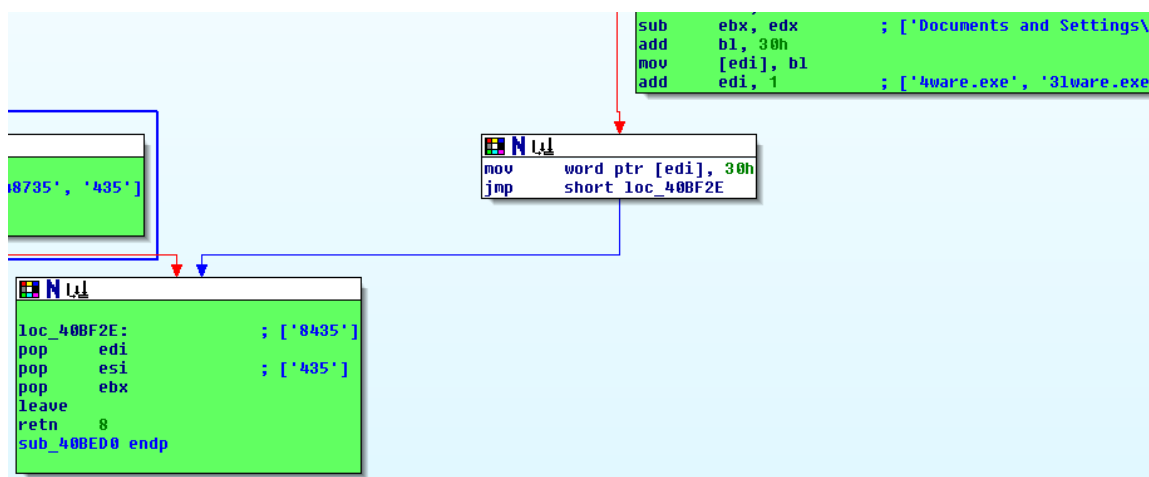 sub ebx, edx ; ['Documents and Settings\
add bl, 30h
mov [edi], bl
add edi, 1 ; ['4ware.exe', '31ware.exe
N
mov word ptr [edi], 30h
jmp short loc_40BF2E
48735', '435']
N
loc_40BF2E: ; ['8435']
pop edi
pop esi ; ['435']
pop ebx
leave
retn 8
sub_40BED0 endp